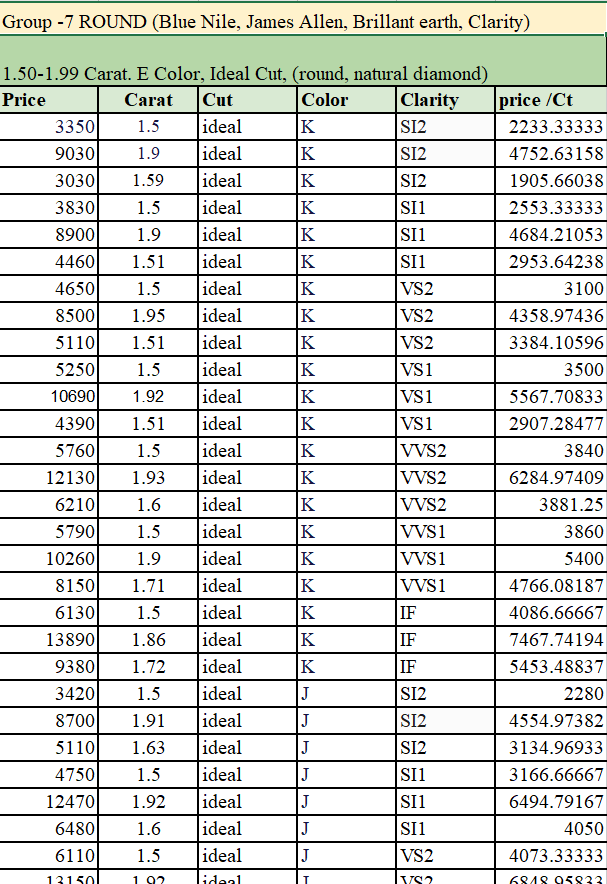 Group -7 ROUND (Blue Nile, James Allen, Brillant earth, Clarity)
1.50-1.99 Carat. E Color, Ideal Cut, (round, natural diamond)
Price Carat Cut Color Clarity price /Ct
3350 1.5 ideal K SI2 2233.33333
9030 1.9 ideal K SI2 4752.63158
3030 1.59 ideal K SI2 1905.66038
3830 1.5 ideal K SI1 2553.33333
8900 1.9 ideal K SI1 4684.21053
4460 1.51 ideal K SI1 2953.64238
4650 1.5 ideal K VS2 3100
8500 1.95 ideal K VS2 4358.97436
5110 1.51 ideal K VS2 3384.10596
5250 1.5 ideal K VS1 3500
10690 1.92 ideal K VS1 5567.70833
4390 1.51 ideal K VS1 2907.28477
5760 1.5 ideal K VVS2 3840
12130 1.93 ideal K VVS2 6284.97409
6210 1.6 ideal K VVS2 3881.25
5790 1.5 ideal K VVS1 3860
10260 1.9 ideal K VVS1 5400
8150 1.71 ideal K VVS1 4766.08187
6130 1.5 ideal K IF 4086.66667
13890 1.86 ideal K IF 7467.74194
9380 1.72 ideal K IF 5453.48837
3420 1.5 ideal J SI2 2280
8700 1.91 ideal J SI2 4554.97382
5110 1.63 ideal J SI2 3134.96933
4750 1.5 ideal J SI1 3166.66667
12470 1.92 ideal J SI1 6494.79167
6480 1.6 ideal J SI1 4050
6110 1.5 ideal J VS2 4073.33333
13150 1.92 ideal J VS2 6848.95833